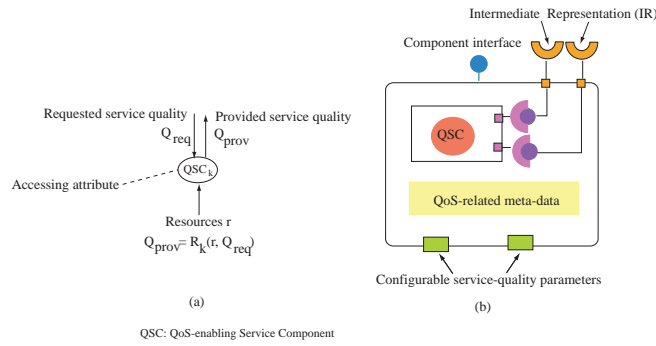 Requested service quality
Q req
Provided service quality
Q prov
QSC k
Accessing attribute
Resources r
Q prov = R k (r, Q req)
(a)
Intermediate Representation (IR)
Component interface
QSC
QoS-related meta-data
Configurable service-quality parameters
(b)
QSC: QoS-enabling Service Component